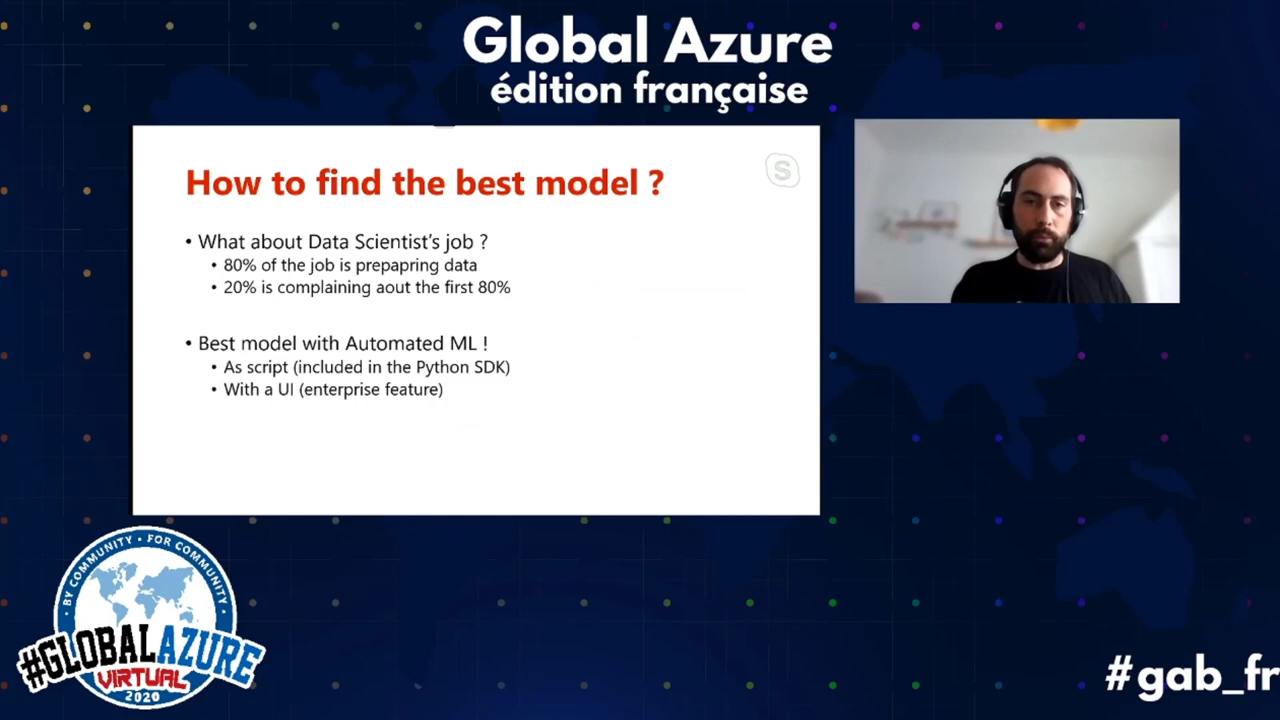 Global Azure
édition française
How to find the best model ?
S
• What about Data Scientist's job ?
• 80% of the job is prepapring data
• 20% is complaining aout the first 80%
• Best model with Automated ML !
• As script (included in the Python SDK)
• With a UI (enterprise feature)
BY COMMUNITY • FOR COMMUNITY
#GLOBALAZURE
VIRTUAL
2020
#gab_fr